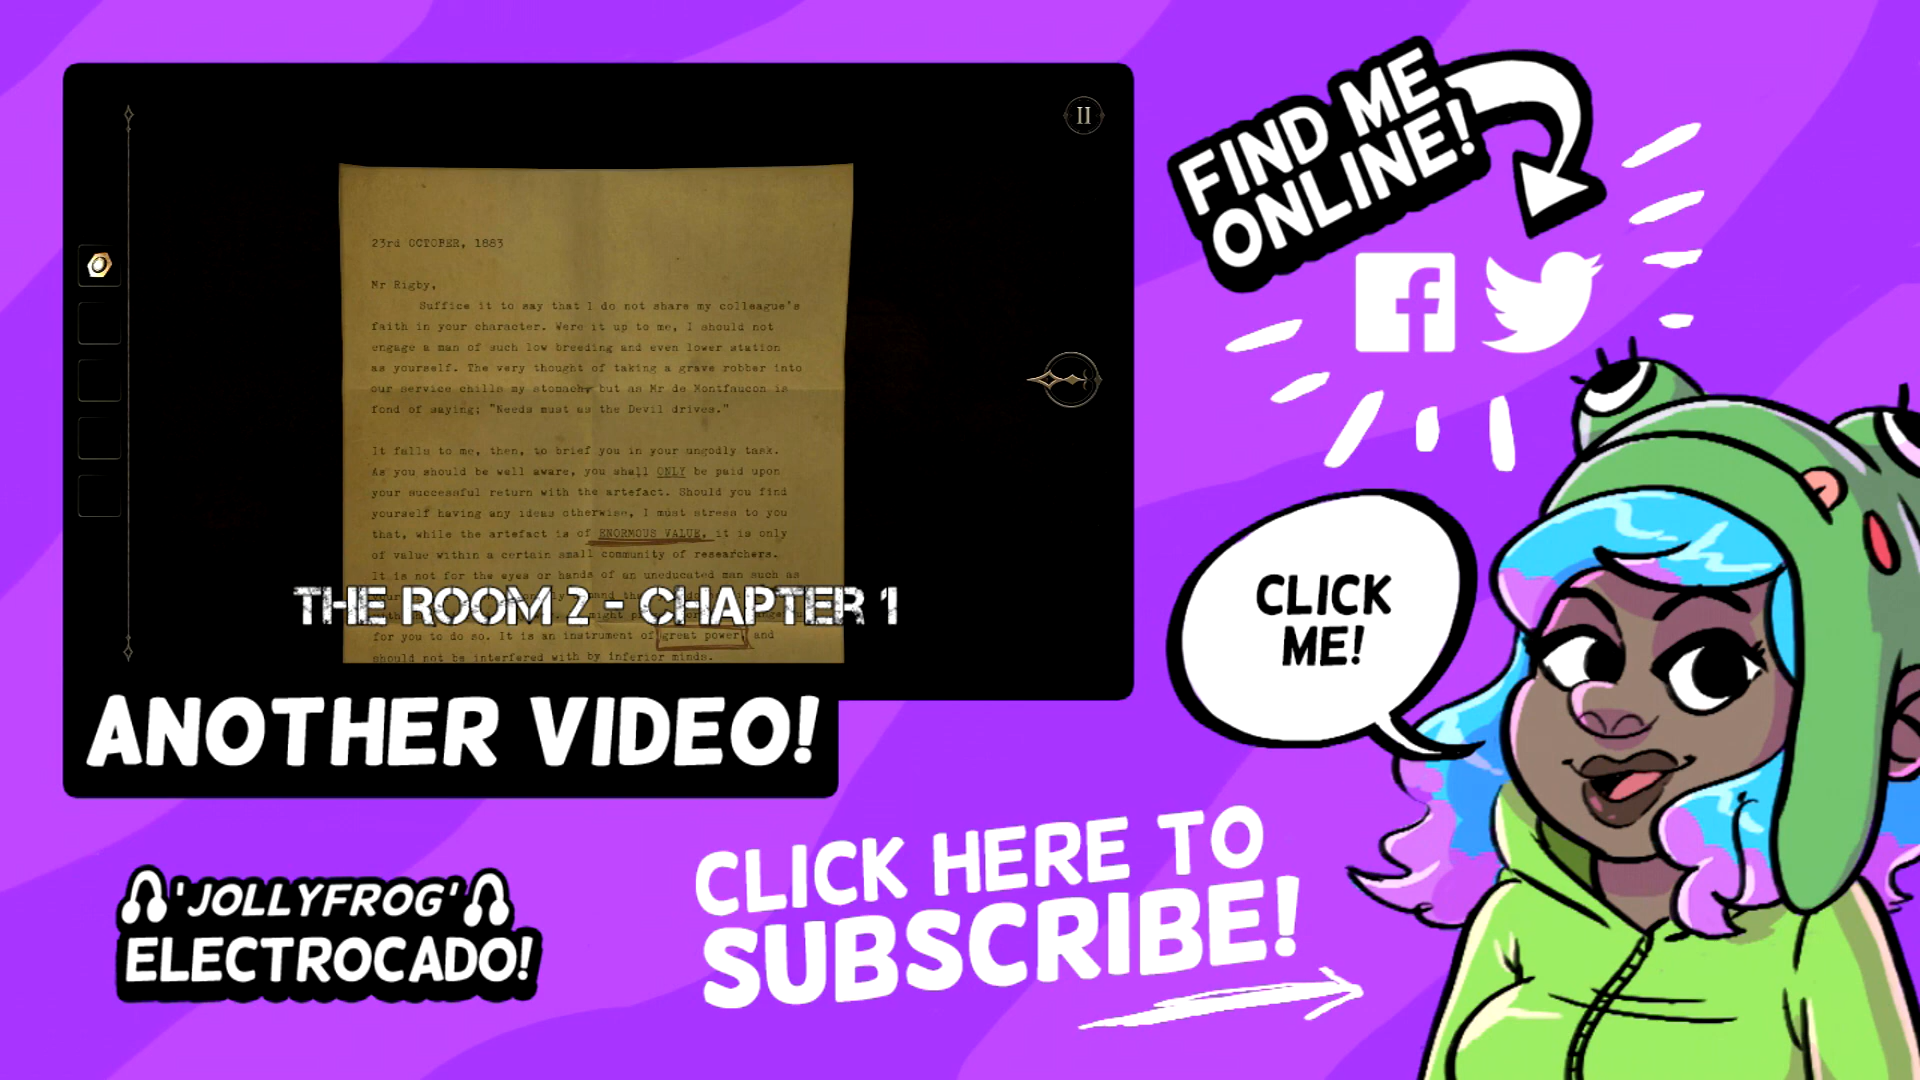 FIND ME
ONLINE!
II
23rd OCTOBER, 1883
Mr Rigby,
Suffice it to say that I do not share my colleague's
faith in your character. Were it up to me, I should not
engage a man of such low breeding and even lower station
as yourself. The very thought of taking a grave robber into
our service chills my stomach, but as Mr de Montfaucon is
fond of saying; "Needs must as the Devil drives."
It falls to me, then, to brief you in your ungodly task.
As you should be well aware, you shall ONLY be paid upon
your successful return with the artefact. Should you find
yourself having any ideas otherwise, I must stress to you
that, while the artefact is of ENORMOUS VALUE, it is only
of value within a certain small community of researchers.
It is not for the eyes or hands of an uneducated man such as
THE ROOM 2 - CHAPTER 1
for you to do so. It is an instrument of great power, and
should not be interfered with by inferior minds.
ANOTHER VIDEO!
CLICK
ME!
'JOLLYFROG'
ELECTROCADO!
CLICK HERE TO
SUBSCRIBE!